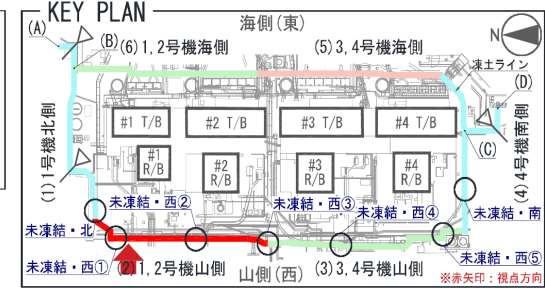 KEY PLAN
海側(東)
N
(A)
(B)
(6)1,2号機海側
(5)3,4号機海側
凍土ライン
(D)
#1 T/B
#2 T/B
#3 T/B
#4 T/B
(C)
(1)1号機北側
#1
R/B
#2
R/B
#3
R/B
#4
R/B
(4)4号機南側
未凍結・西②
未凍結・西③
未凍結・西④
未凍結・南
未凍結・北
未凍結・西①
(2)1,2号機山側
山側(西)
(3)3,4号機山側
未凍結・西⑤
※赤矢印:視点方向